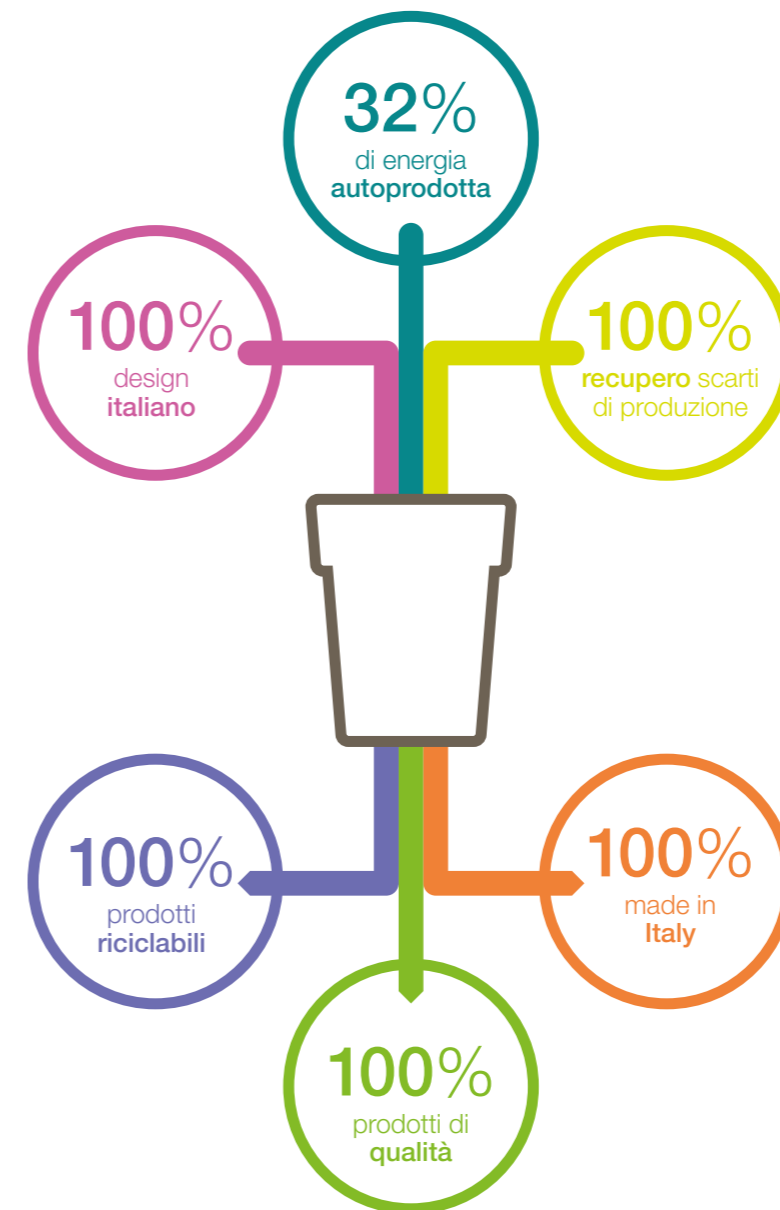 32%
di energia
autoprodotta
100%
design
italiano
100%
recupero scarti
di produzione
100%
prodotti
riciclabili
100%
made in
Italy
100%
prodotti di
qualità